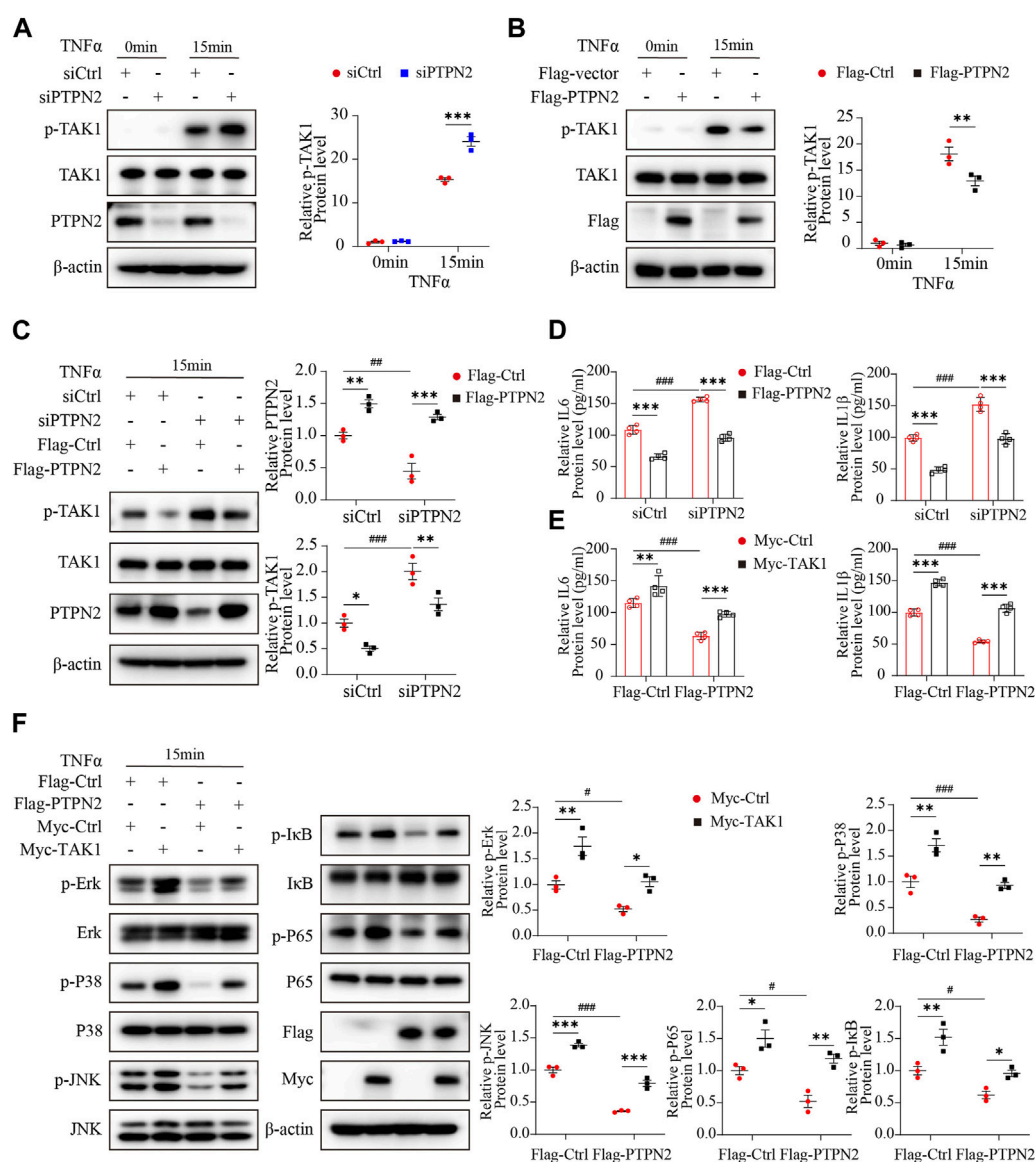 A
TNFα 0min 15min
siCtrl + - + -
siPTPN2 - + - +
p-TAK1
TAK1
PTPN2
β-actin
siCtrl siPTPN2
Relative p-TAK1
Protein level
30
20
10
0
***
0min 15min
TNFα
B
TNFα 0min 15min
Flag-vector + - + -
Flag-PTPN2 - + - +
p-TAK1
TAK1
Flag
β-actin
Flag-Ctrl Flag-PTPN2
Relative p-TAK1
Protein level
25
20
15
10
5
0
**
0min 15min
TNFα
C
TNFα 15min
siCtrl + + - -
siPTPN2 - - + +
Flag-Ctrl + - + -
Flag-PTPN2 - + - +
p-TAK1
TAK1
PTPN2
β-actin
Flag-Ctrl
Flag-PTPN2
Relative PTPN2
Protein level
2.0
1.5
1.0
0.5
0.0
##
** ***
siCtrl siPTPN2
Relative p-TAK1
Protein level
2.5
2.0
1.5
1.0
0.5
0.0
###
* **
siCtrl siPTPN2
D
Flag-Ctrl
Flag-PTPN2
Relative IL6
Protein level (pg/ml)
200
150
100
50
0
###
*** ***
siCtrl siPTPN2
Relative IL1β
Protein level (pg/ml)
200
150
100
50
0
###
*** ***
siCtrl siPTPN2
E
Myc-Ctrl
Myc-TAK1
Relative IL6
Protein level (pg/ml)
200
150
100
50
0
###
** ***
Flag-Ctrl Flag-PTPN2
Relative IL1β
Protein level (pg/ml)
200
150
100
50
0
###
*** ***
Flag-Ctrl Flag-PTPN2
F
TNFα 15min
Flag-Ctrl + + - -
Flag-PTPN2 - - + +
Myc-Ctrl + - + -
Myc-TAK1 - + - +
p-Erk
Erk
p-P38
P38
p-JNK
JNK
p-IκB
IκB
p-P65
P65
Flag
Myc
β-actin
Myc-Ctrl
Myc-TAK1
Relative p-Erk
Protein level
2.5
2.0
1.5
1.0
0.5
0.0
#
** *
Flag-Ctrl Flag-PTPN2
Relative p-P38
Protein level
2.5
2.0
1.5
1.0
0.5
0.0
###
** **
Flag-Ctrl Flag-PTPN2
Relative p-JNK
Protein level
2.0
1.5
1.0
0.5
0.0
###
*** ***
Flag-Ctrl Flag-PTPN2
Relative p-P65
Protein level
2.0
1.5
1.0
0.5
0.0
#
* **
Flag-Ctrl Flag-PTPN2
Relative p-IκB
Protein level
2.0
1.5
1.0
0.5
0.0
#
** *
Flag-Ctrl Flag-PTPN2